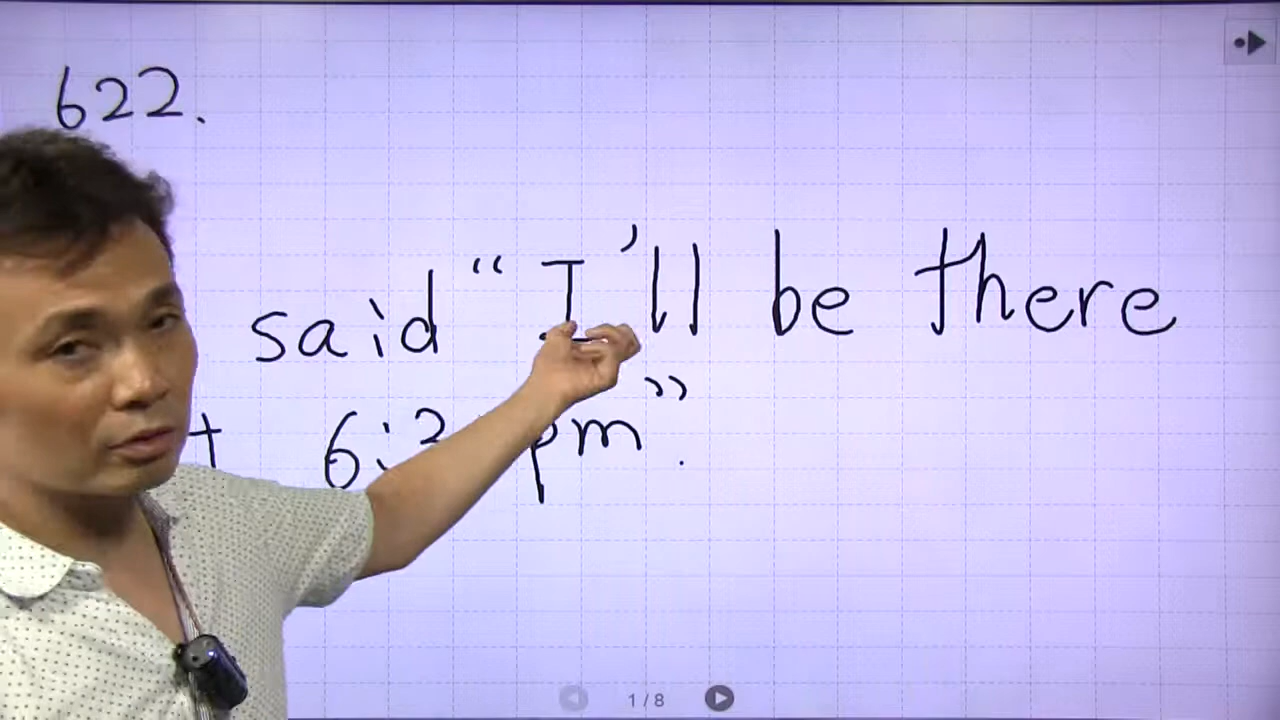 622.
said “I’ll be there
pm”.
1/8